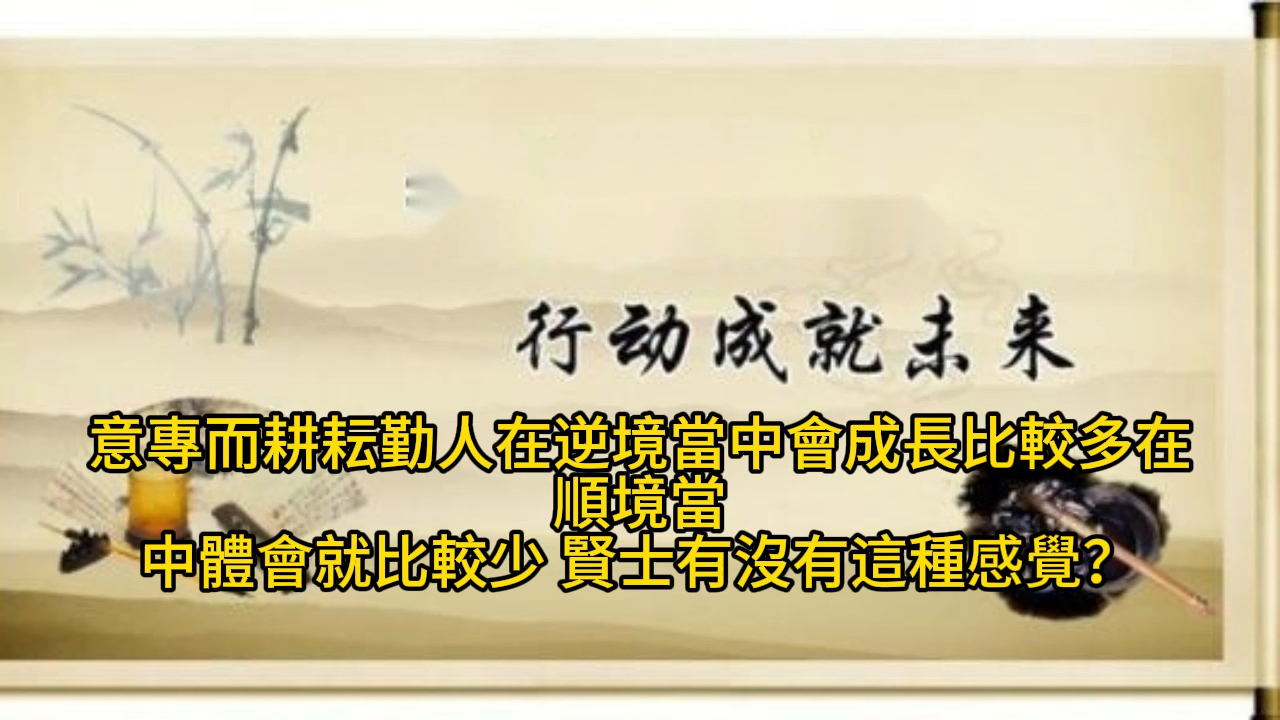 行动成就未来
意專而耕耘勤人在逆境當中會成長比較多在
順境當
中體會就比較少 賢士有沒有這種感覺?